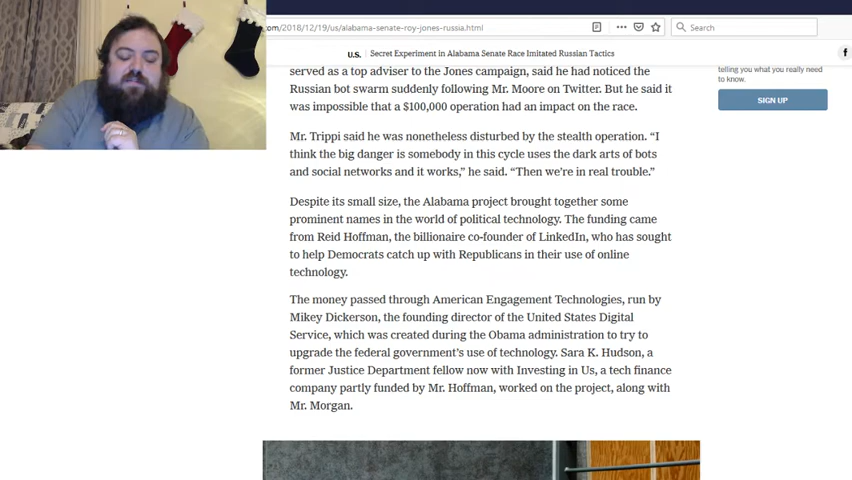 om/2018/12/19/us/alabama-senate-roy-jones-russia.html
Search
U.S. | Secret Experiment in Alabama Senate Race Imitated Russian Tactics
served as a top adviser to the Jones campaign, said he had noticed the
Russian bot swarm suddenly following Mr. Moore on Twitter. But he said it
was impossible that a $100,000 operation had an impact on the race.
Mr. Trippi said he was nonetheless disturbed by the stealth operation. “I
think the big danger is somebody in this cycle uses the dark arts of bots
and social networks and it works,” he said. “Then we’re in real trouble.”
Despite its small size, the Alabama project brought together some
prominent names in the world of political technology. The funding came
from Reid Hoffman, the billionaire co-founder of LinkedIn, who has sought
to help Democrats catch up with Republicans in their use of online
technology.
The money passed through American Engagement Technologies, run by
Mikey Dickerson, the founding director of the United States Digital
Service, which was created during the Obama administration to try to
upgrade the federal government’s use of technology. Sara K. Hudson, a
former Justice Department fellow now with Investing in Us, a tech finance
company partly funded by Mr. Hoffman, worked on the project, along with
Mr. Morgan.
telling you what you really need
to know.
SIGN UP